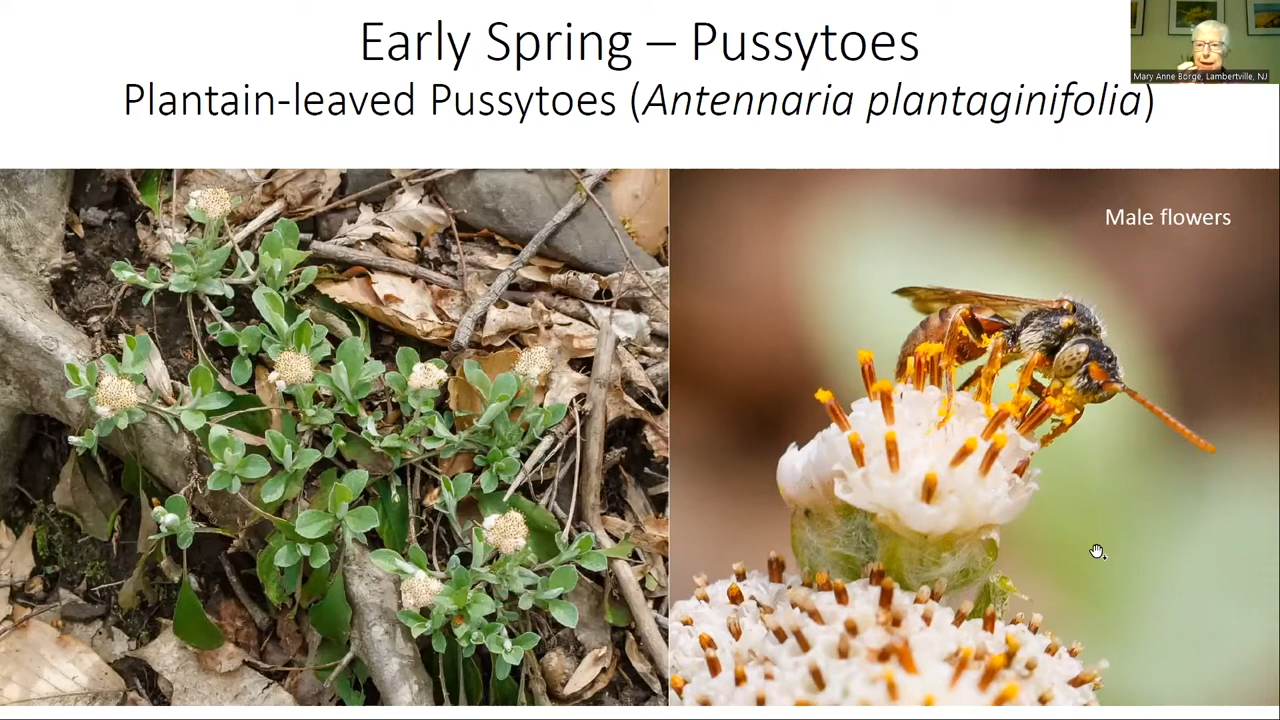 Early Spring – Pussytoes
Plantain-leaved Pussytoes (Antennaria plantaginifolia)
Mary Anne Borge, Lambertville, NJ
Male flowers